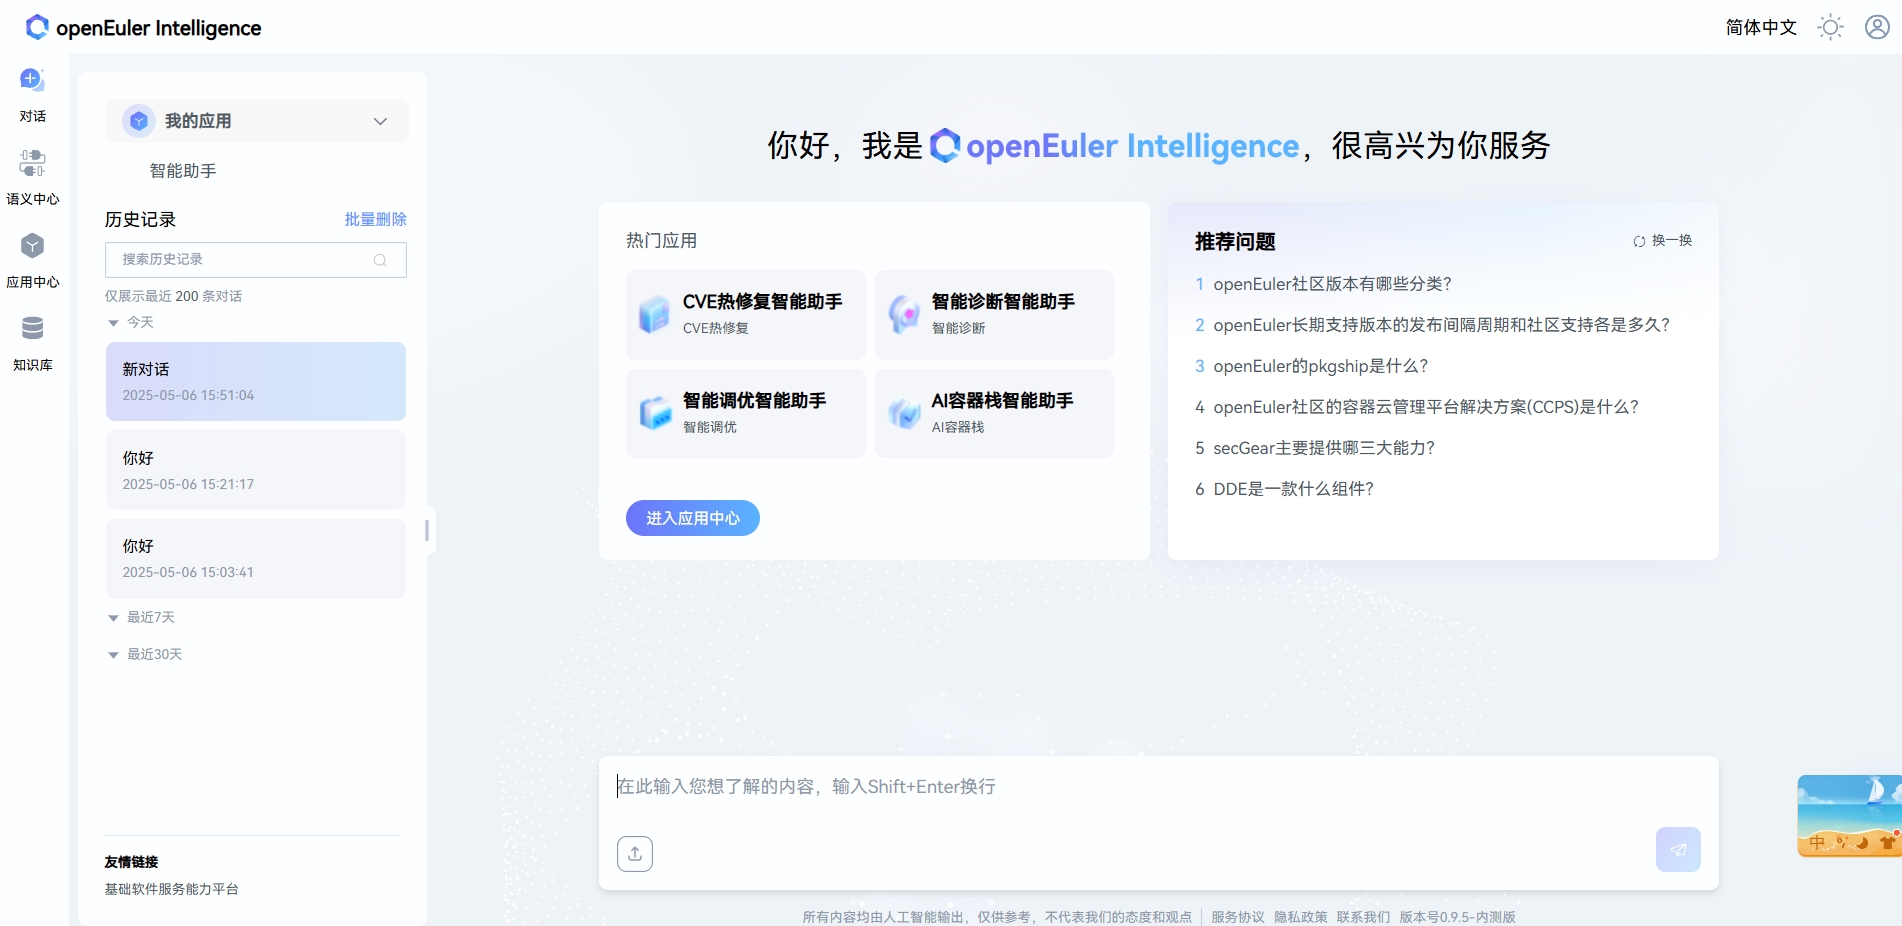 openEuler Intelligence
简体中文
对话
语义中心
应用中心
知识库
我的应用
智能助手
历史记录 批量删除
搜索历史记录
仅展示最近 200 条对话
今天
新对话
2025-05-06 15:51:04
你好
2025-05-06 15:21:17
你好
2025-05-06 15:03:41
最近7天
最近30天
友情链接
基础软件服务能力平台
你好，我是 openEuler Intelligence，很高兴为你服务
热门应用
CVE热修复智能助手
CVE热修复
智能诊断智能助手
智能诊断
智能调优智能助手
智能调优
AI容器栈智能助手
AI容器栈
进入应用中心
推荐问题 换一换
1 openEuler社区版本有哪些分类？
2 openEuler长期支持版本的发布间隔周期和社区支持各是多久？
3 openEuler的pkgship是什么？
4 openEuler社区的容器云管理平台解决方案(CCPS)是什么？
5 secGear主要提供哪三大能力？
6 DDE是一款什么组件？
在此输入您想了解的内容，输入Shift+Enter换行
中
所有内容均由人工智能输出，仅供参考，不代表我们的态度和观点 服务协议 隐私政策 联系我们 版本号0.9.5-内测版